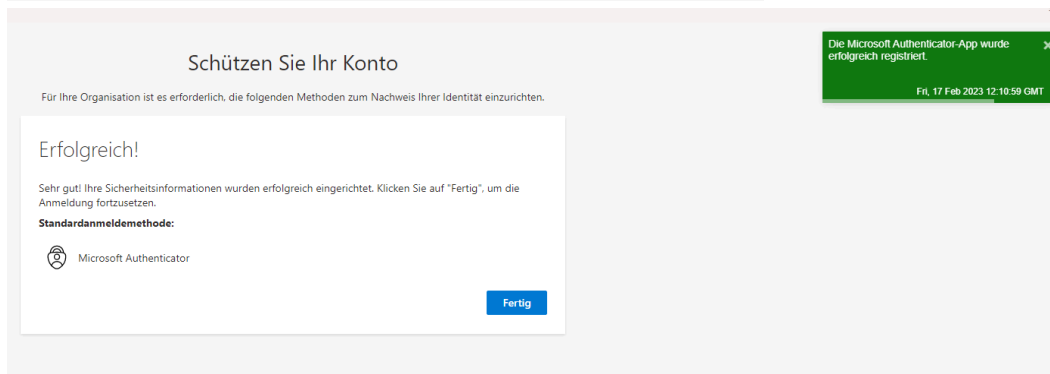 Schützen Sie Ihr Konto
Für Ihre Organisation ist es erforderlich, die folgenden Methoden zum Nachweis Ihrer Identität einzurichten.
Erfolgreich!
Sehr gut! Ihre Sicherheitsinformationen wurden erfolgreich eingerichtet. Klicken Sie auf "Fertig", um die
Anmeldung fortzusetzen.
Standardanmeldemethode:
Microsoft Authenticator
Fertig
Die Microsoft Authenticator-App wurde
erfolgreich registriert.
Fri, 17 Feb 2023 12:10:59 GMT